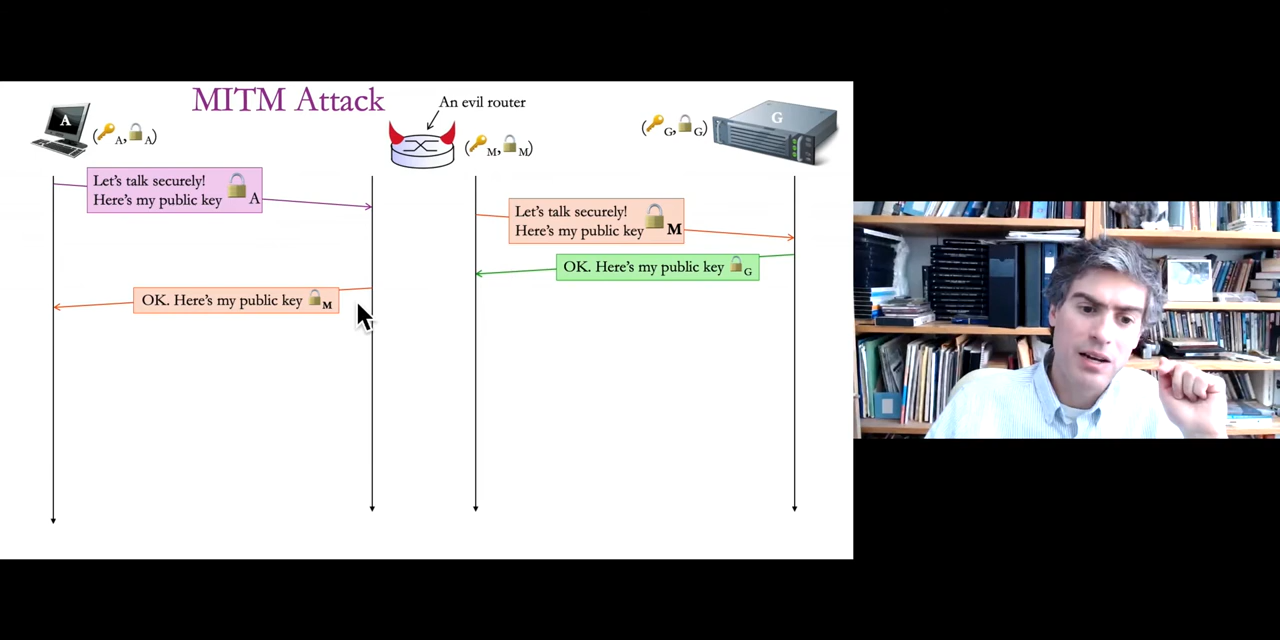 MITM Attack
An evil router
A
(🔑A,🔒A)
(🔑M,🔒M)
(🔑G,🔒G)
G
Let's talk securely!
Here's my public key 🔒A
Let's talk securely!
Here's my public key 🔒M
OK. Here's my public key 🔒G
OK. Here's my public key 🔒M